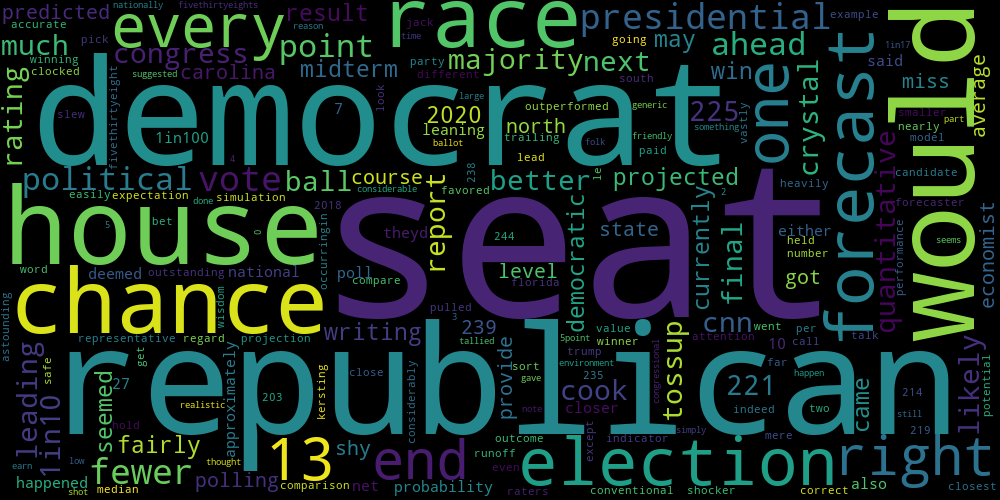 predicted
nationally
fivethirtyeights
every
race
presidential
example
accurate
pick
reason
jack
time
result
much
winning
clocked
congress
point
going
may
ahead
party
talk
said
would
suggested
carolina
midterm
majority
next
different
south
win
crystal
forecast
miss
average
rating
slew
fivethirtyeight
democrat
1in100
7
look
large
2020
leaning
ballot
outperformed
north
trailing
lead
generic
friendly
something
225
vastly
one
paid
smaller
nearly
part
model
1in17
political
vote
ball
course
considerable
238
favored
better
folk
projected
2
heavily
candidate
quantitative
forecaster
easily
expectation
done
simulation
4
5
bet
2018
0
occurringin
house
report
theyd
244
le
democratic
state
currently
final
either
held
number
got
performance
seems
economist
word
deemed
outstanding
national
poll
compare
level
florida
seat
chance
astounding
representative
regard
wisdom
projection
pulled
3
tallied
writing
239
value
winner
5point
environment
trump
attention
cnn
went
10
per
call
far
happen
likely
leading
1in10
safe
get
republican
approximately
close
considerably
provide
sort
gave
235
cook
closer
congressional
tossup
221
indeed
two
came
214
still
219
potential
seemed
27
hold
realistic
203
kersting
note
fewer
fairly
13
shy
end
election
outcome
runoff
even
indicator
except
simply
mere
right
happened
earn
low
shot
median
polling
thought
comparison
net
probability
raters
conventional
shocker
correct
also
closest